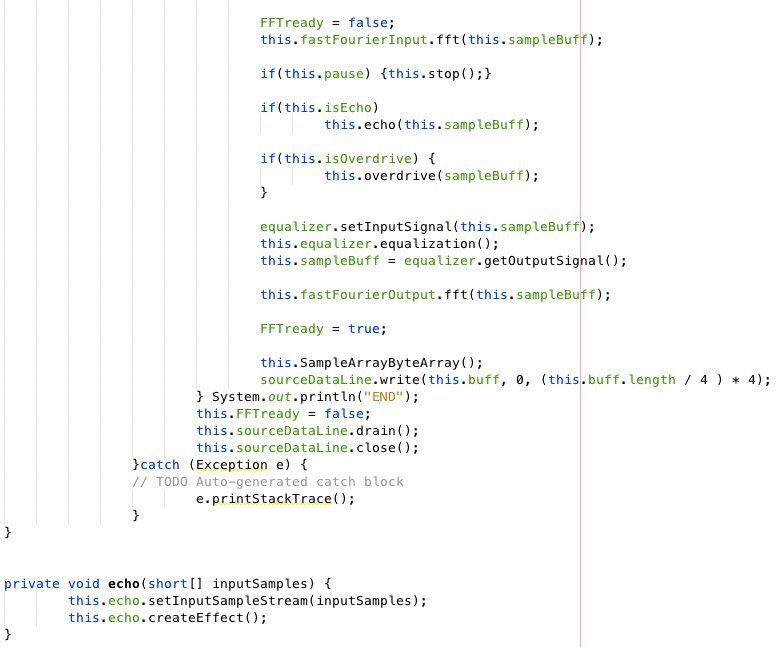 FFTready = false;
this.fastFourierInput.fft(this.sampleBuff);
if(this.pause) {this.stop();}
if(this.isEcho)
this.echo(this.sampleBuff);
if(this.isOverdrive) {
this.overdrive(sampleBuff);
}
equalizer.setInputSignal(this.sampleBuff);
this.equalizer.equalization();
this.sampleBuff = equalizer.getOutputSignal();
this.fastFourierOutput.fft(this.sampleBuff);
FFTready = true;
this.SampleArrayByteArray();
sourceDataLine.write(this.buff, 0, (this.buff.length / 4 ) * 4);
} System.out.println("END");
this.FFTready = false;
this.sourceDataLine.drain();
this.sourceDataLine.close();
}catch (Exception e) {
// TODO Auto-generated catch block
e.printStackTrace();
}
}
private void echo(short[] inputSamples) {
this.echo.setInputSampleStream(inputSamples);
this.echo.createEffect();
}